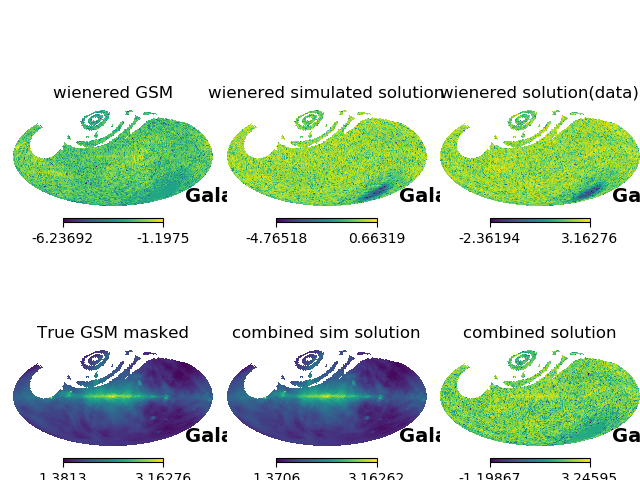 wienered GSM
wienered simulated solution
wienered solution(data)
Gala
Gala
Ga
-6.23692 -1.1975
-4.76518 0.66319
-2.36194 3.16276
True GSM masked
combined sim solution
combined solution
Gala
Gala
Ga
1.3813 3.16276
1.3706 3.16262
-1.19867 3.24595